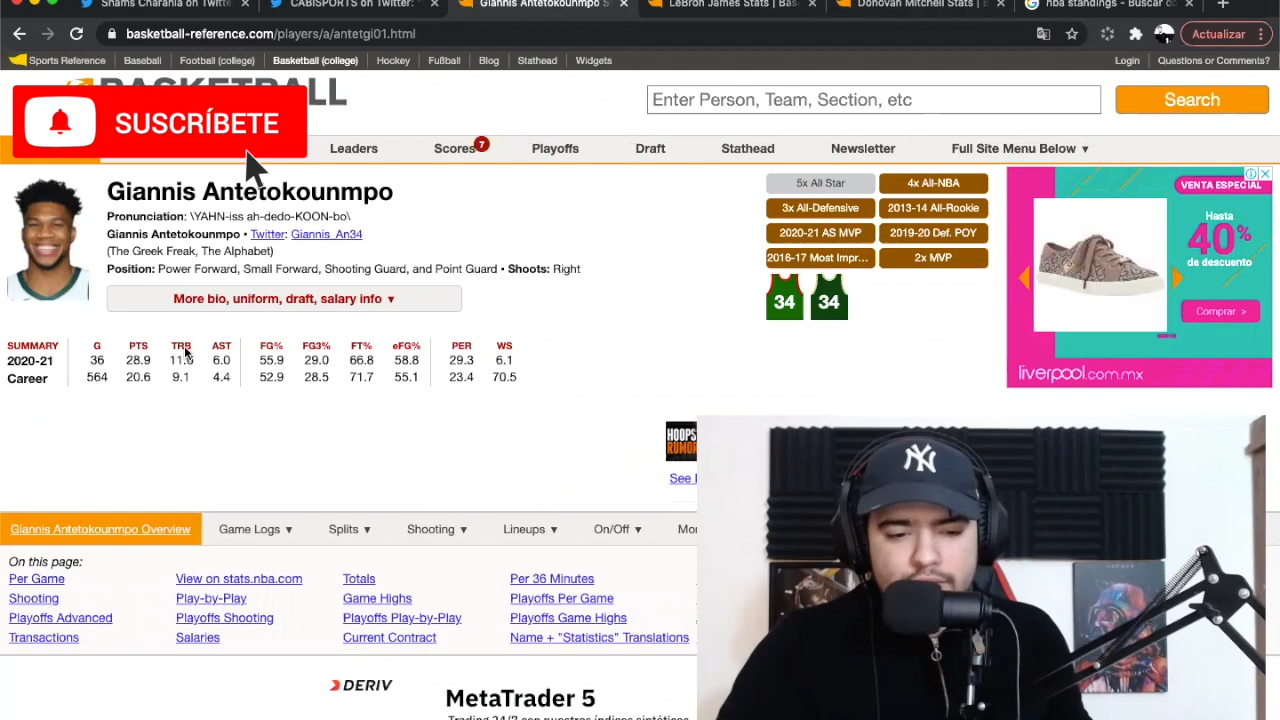 Shams Charania on Twitter
CABISPORTS on Twitter: "
Giannis Antetokounmpo S
LeBron James Stats | Bas
Donovan Mitchell Stats | B
nba standings - Buscar co
basketball-reference.com/players/a/antetgi01.html
Actualizar
Sports Reference Baseball Football (college) Basketball (college) Hockey Fußball Blog Stathead Widgets Login Questions or Comments?
Enter Person, Team, Section, etc
Search
SUSCRÍBETE
Leaders Scores 7 Playoffs Draft Stathead Newsletter Full Site Menu Below ▼
Giannis Antetokounmpo
Pronunciation: \YAHN-iss ah-dedo-KOON-bo\
Giannis Antetokounmpo • Twitter: Giannis_An34
(The Greek Freak, The Alphabet)
Position: Power Forward, Small Forward, Shooting Guard, and Point Guard • Shoots: Right
More bio, uniform, draft, salary info ▼
5x All Star 4x All-NBA
3x All-Defensive 2013-14 All-Rookie
2020-21 AS MVP 2019-20 Def. POY
2016-17 Most Impr... 2x MVP
34 34
VENTA ESPECIAL
Hasta
40%
de descuento
Comprar >
liverpool.com.mx
SUMMARY G PTS TRB AST FG% FG3% FT% eFG% PER WS
2020-21 36 28.9 6.0 55.9 29.0 66.8 58.8 29.3 6.1
Career 564 20.6 9.1 4.4 52.9 28.5 71.7 55.1 23.4 70.5
HOOPS
RUMOR
See
Giannis Antetokounmpo Overview Game Logs ▼ Splits ▼ Shooting ▼ Lineups ▼ On/Off ▼
On this page:
Per Game View on stats.nba.com Totals Per 36 Minutes
Shooting Play-by-Play Game Highs Playoffs Per Game
Playoffs Advanced Playoffs Shooting Playoffs Play-by-Play Playoffs Game Highs
Transactions Salaries Current Contract Name + "Statistics" Translations
DERIV
MetaTrader 5
Trading 24/7 con nuestros índices sintéticos
NY